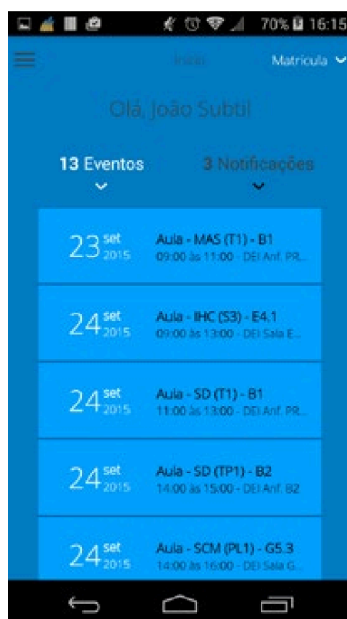 70% 16:15
Início Matrícula
Olá, João Subtil
13 Eventos 3 Notificações
23 set 2015 Aula - MAS (T1) - B1
09:00 às 11:00 - DEI Anf. PR...
24 set 2015 Aula - IHC (S3) - E4.1
09:00 às 13:00 - DEI Sala E...
24 set 2015 Aula - SD (T1) - B1
11:00 às 13:00 - DEI Anf. PR...
24 set 2015 Aula - SD (TP1) - B2
14:00 às 15:00 - DEI Anf. B2
24 set 2015 Aula - SCM (PL1) - G5.3
14:00 às 16:00 - DEI Sala G...